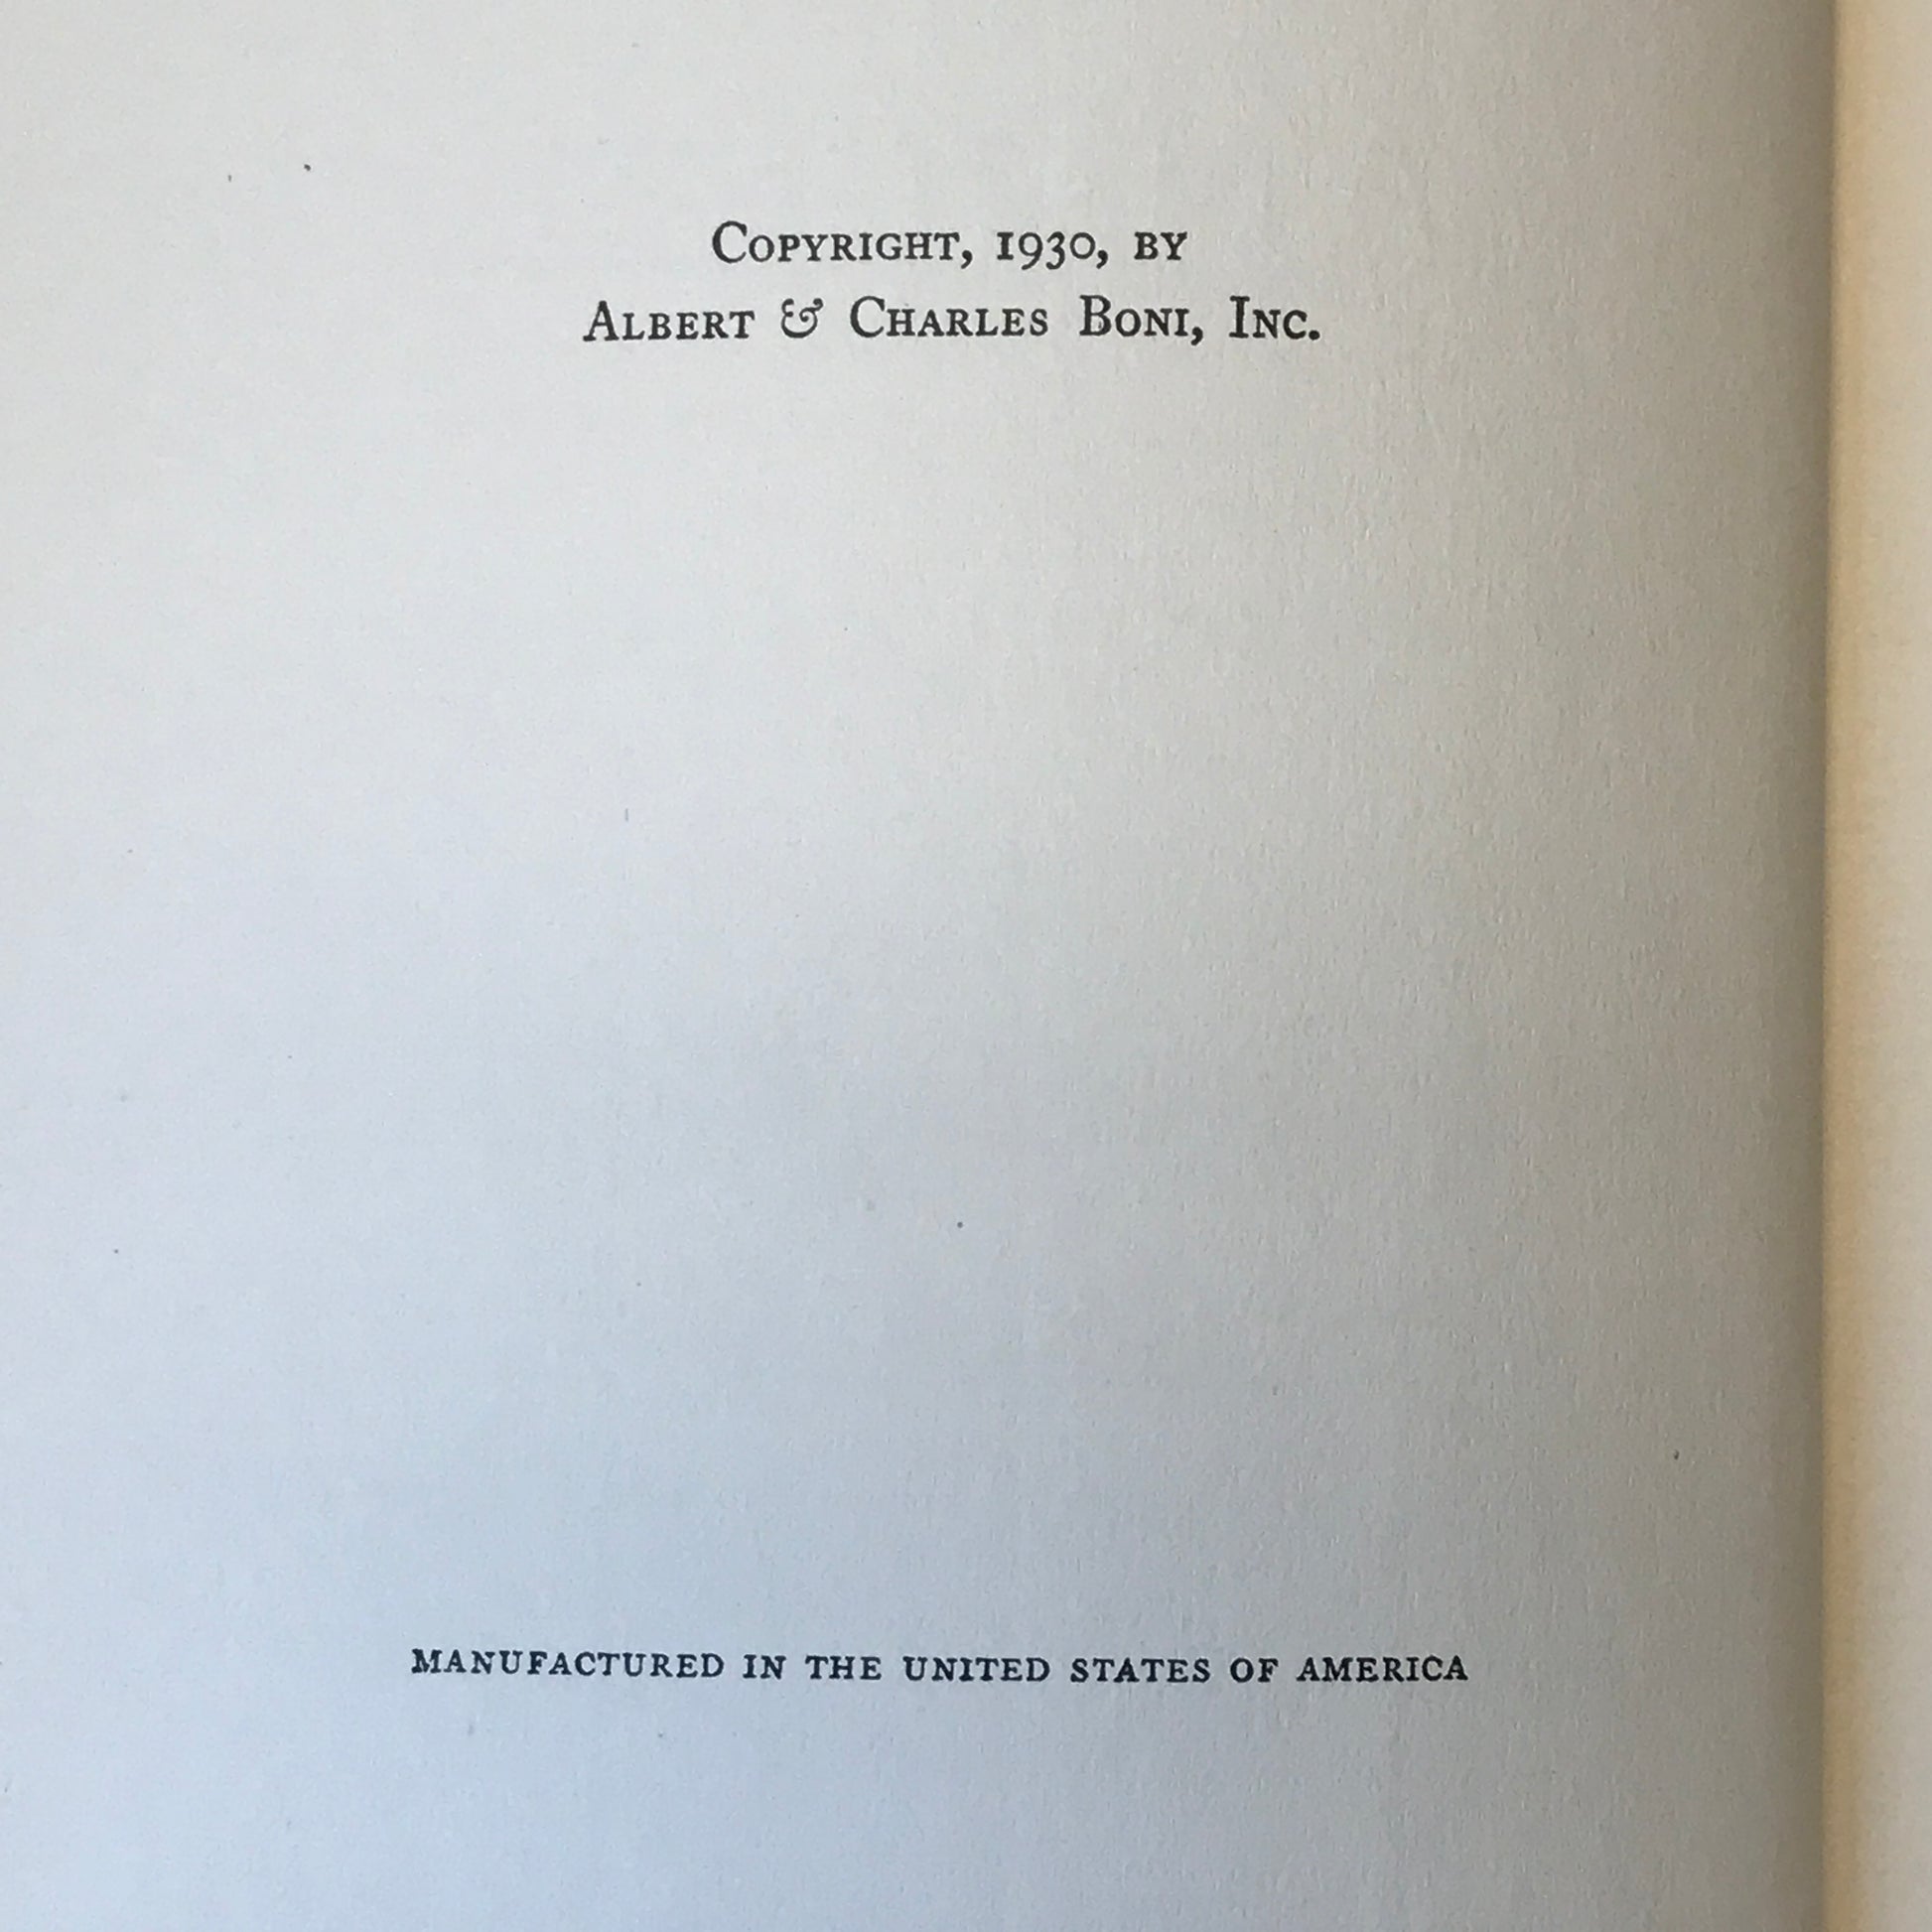 Copyright, 1930, by
Albert & Charles Boni, Inc.
MANUFACTURED IN THE UNITED STATES OF AMERICA